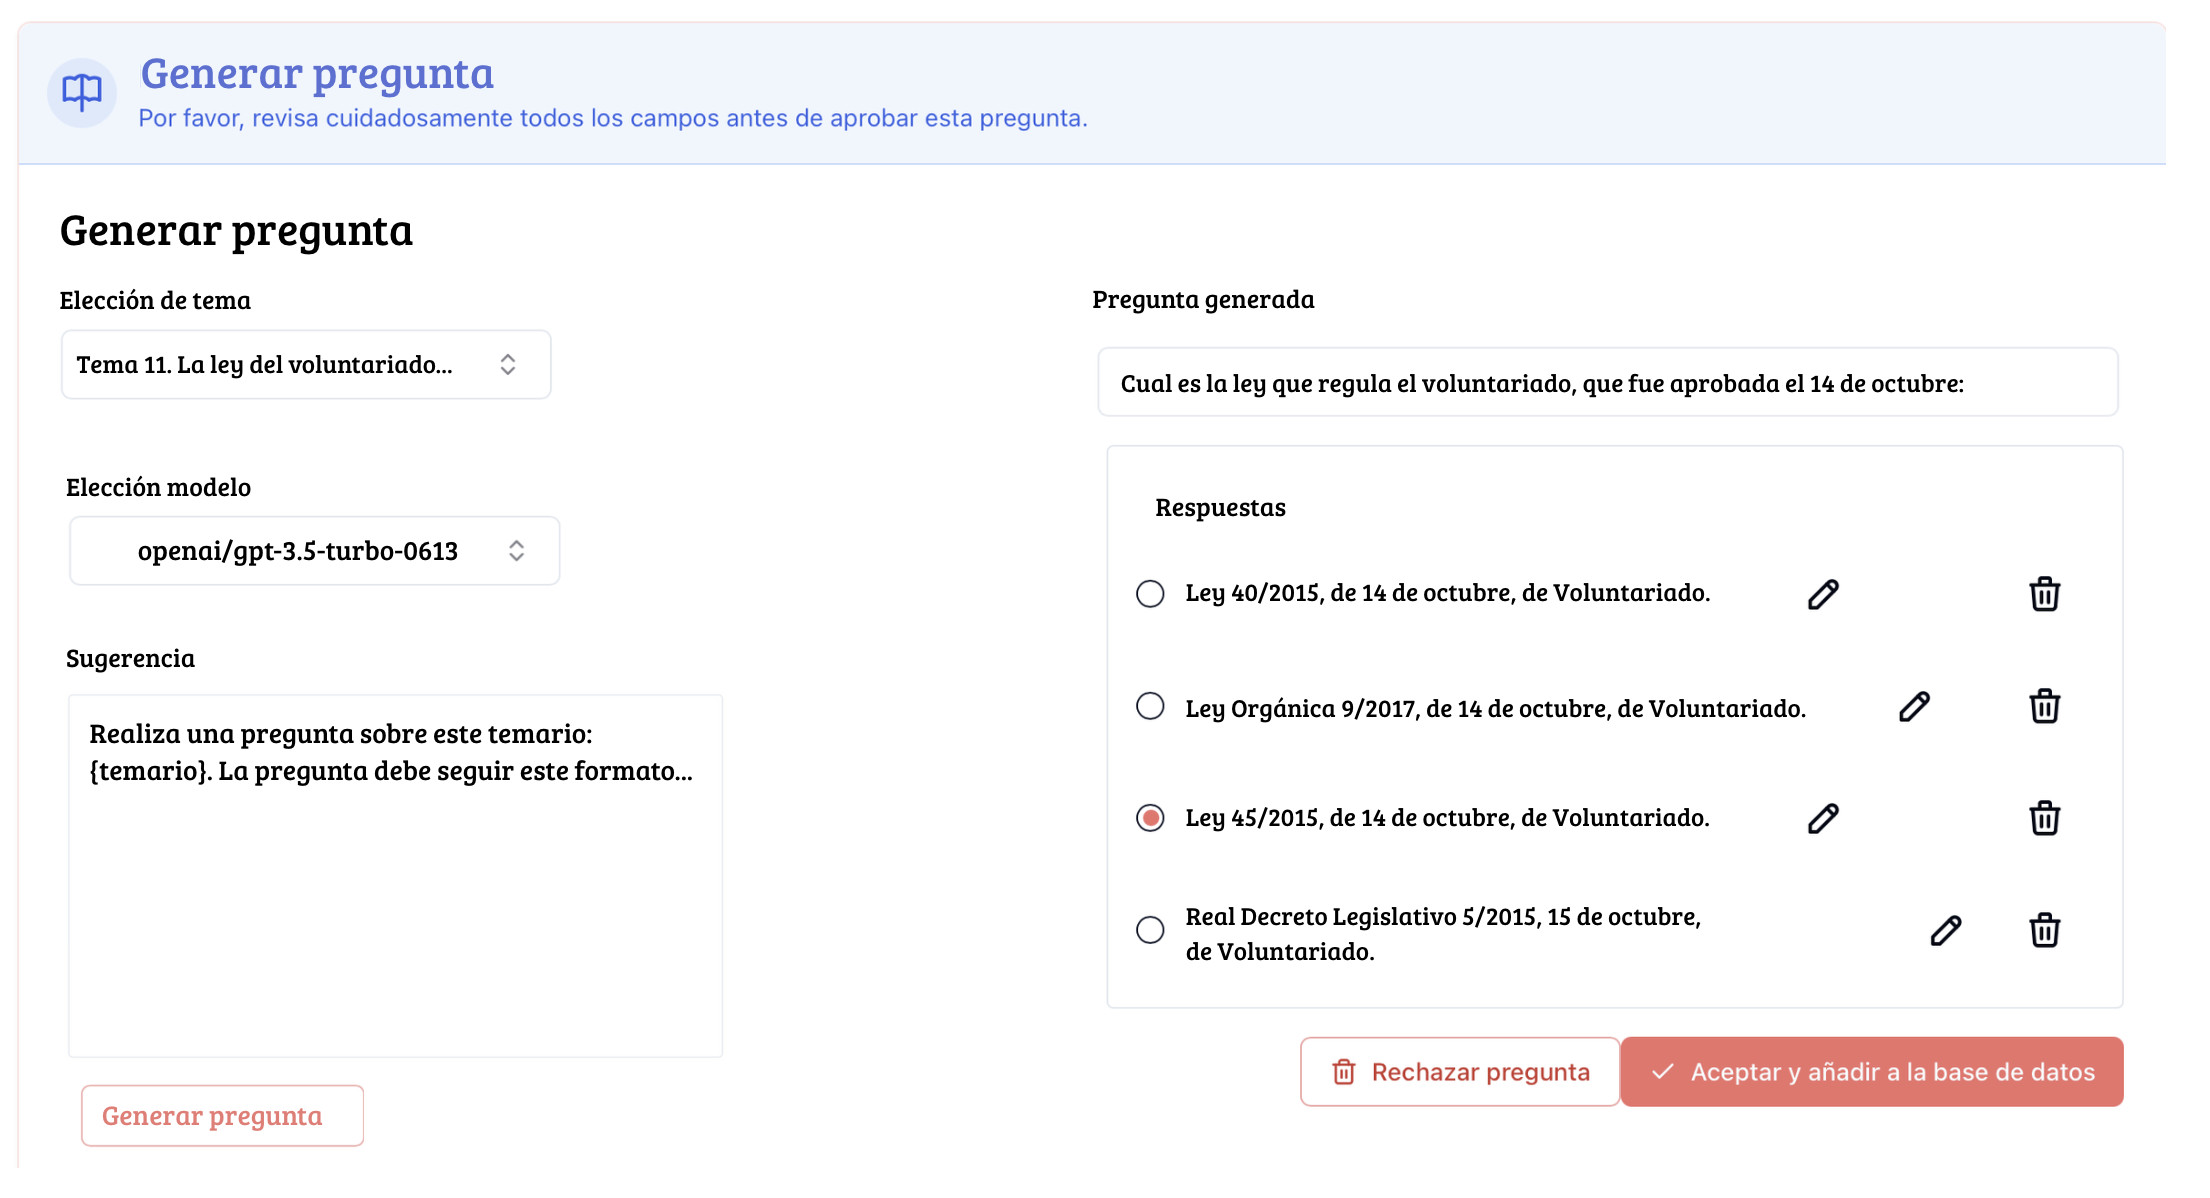 Generar pregunta
Por favor, revisa cuidadosamente todos los campos antes de aprobar esta pregunta.
Generar pregunta
Elección de tema
Tema 11. La ley del voluntariado...
Elección modelo
openai/gpt-3.5-turbo-0613
Sugerencia
Realiza una pregunta sobre este temario:
{temario}. La pregunta debe seguir este formato...
Generar pregunta
Pregunta generada
Cual es la ley que regula el voluntariado, que fue aprobada el 14 de octubre:
Respuestas
Ley 40/2015, de 14 de octubre, de Voluntariado.
Ley Orgánica 9/2017, de 14 de octubre, de Voluntariado.
Ley 45/2015, de 14 de octubre, de Voluntariado.
Real Decreto Legislativo 5/2015, 15 de octubre,
de Voluntariado.
Rechazar pregunta
Aceptar y añadir a la base de datos